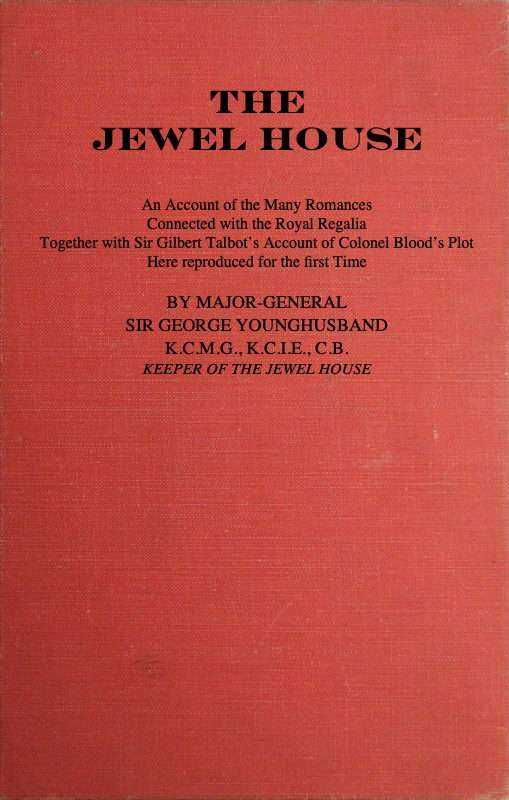 THE
JEWEL HOUSE
An Account of the Many Romances
Connected with the Royal Regalia
Together with Sir Gilbert Talbot's Account of Colonel Blood's Plot
Here reproduced for the first Time
BY MAJOR-GENERAL
SIR GEORGE YOUNGHUSBAND
K.C.M.G., K.C.I.E., C.B.
KEEPER OF THE JEWEL HOUSE